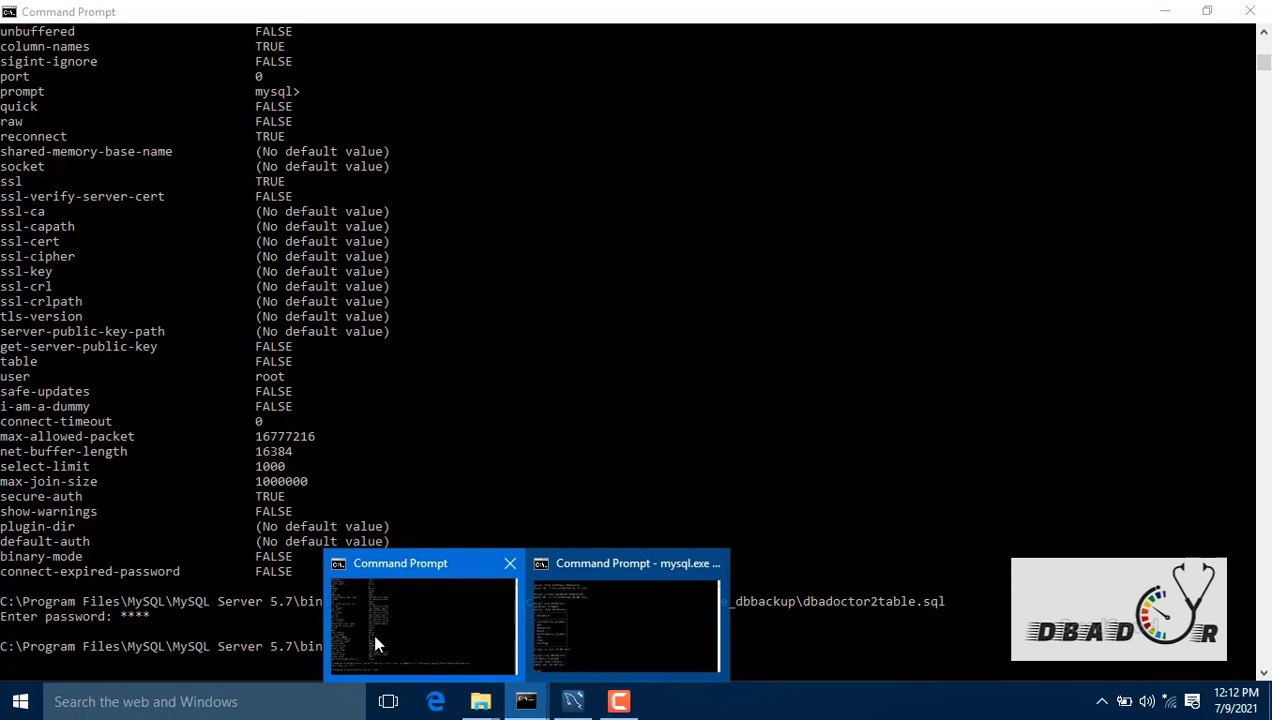 Command Prompt
unbuffered FALSE
column-names TRUE
sigint-ignore FALSE
port 0
prompt mysql>
quick FALSE
raw FALSE
reconnect TRUE
shared-memory-base-name (No default value)
socket (No default value)
ssl TRUE
ssl-verify-server-cert FALSE
ssl-ca (No default value)
ssl-capath (No default value)
ssl-cert (No default value)
ssl-cipher (No default value)
ssl-key (No default value)
ssl-crl (No default value)
ssl-crlpath (No default value)
tls-version (No default value)
server-public-key-path (No default value)
get-server-public-key FALSE
table FALSE
user root
safe-updates FALSE
i-am-a-dummy FALSE
connect-timeout 0
max-allowed-packet 16777216
net-buffer-length 16384
select-limit 1000
max-join-size 1000000
secure-auth TRUE
show-warnings FALSE
plugin-dir (No default value)
default-auth (No default value)
binary-mode FALSE
connect-expired-password FALSE
Command Prompt
Command Prompt - mysql.exe ...
C:\Program Files\MySQL\MySQL Server 5.7\bin _dbbackup\dbadoctor2table.sql
Enter password: ****
C:\Program Files\MySQL\MySQL Server 5.7\bin
DBAD R
Search the web and Windows
12:12 PM
7/9/2021